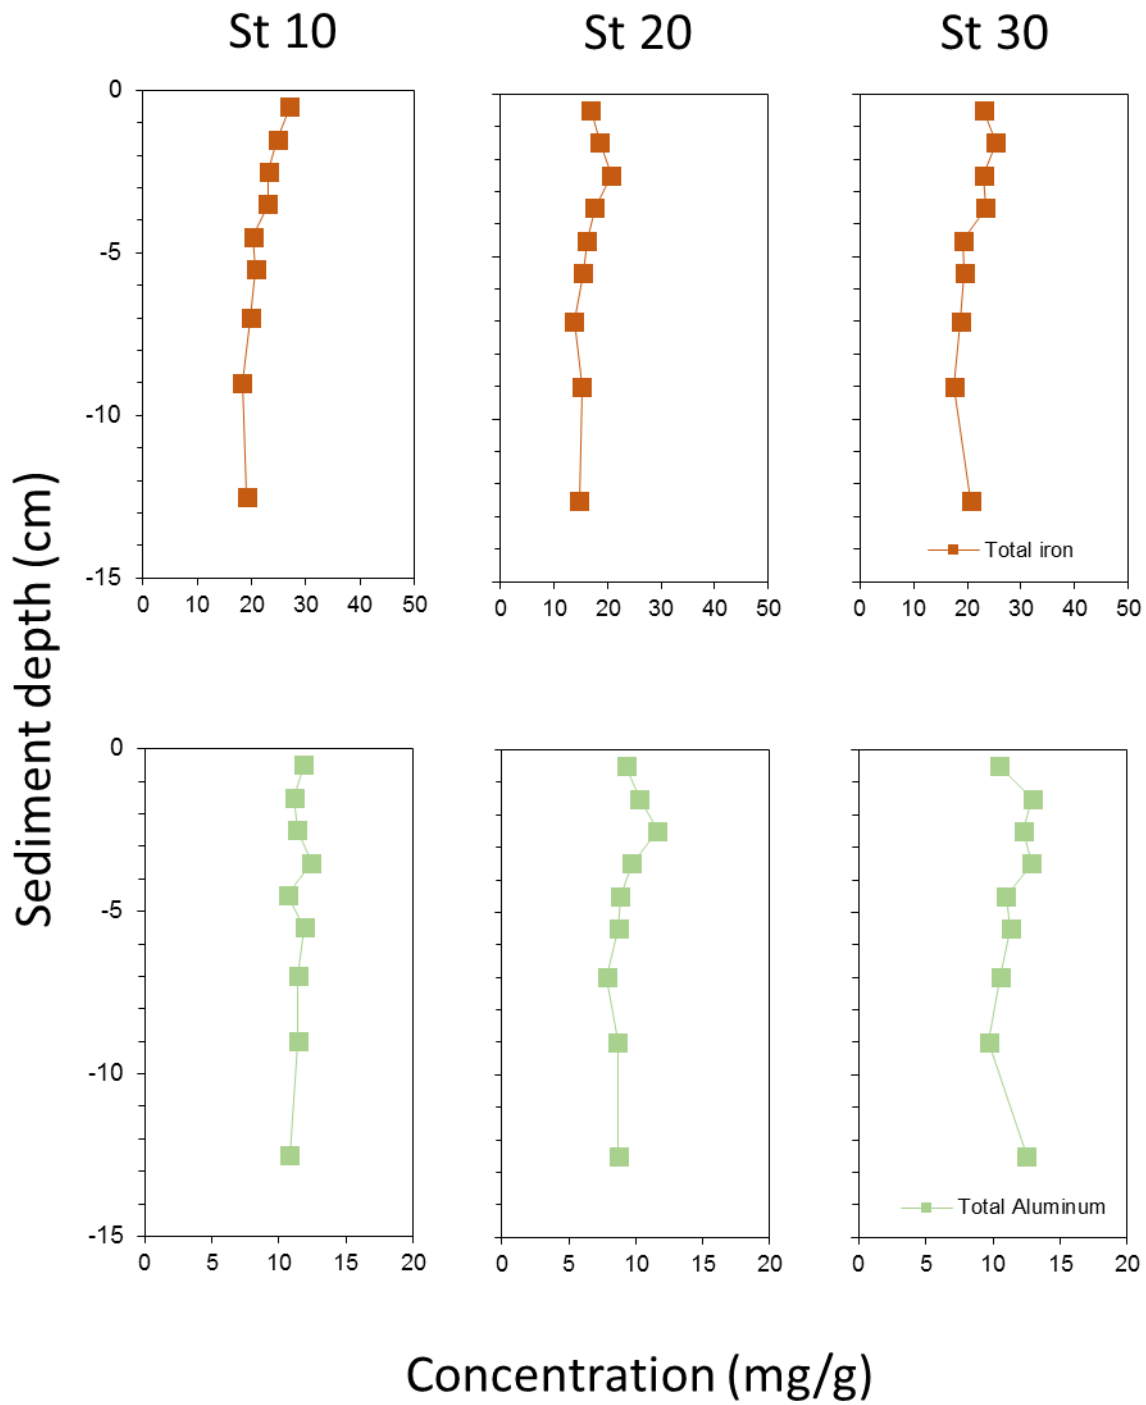 St 10 St 20 St 30
0
-5
-10
-15
0 10 20 30 40 50
0 10 20 30 40 50
0 10 20 30 40 50
Total iron
Sediment depth (cm)
0
-5
-10
-15
0 5 10 15 20
0 5 10 15 20
0 5 10 15 20
Total Aluminum
Concentration (mg/g)